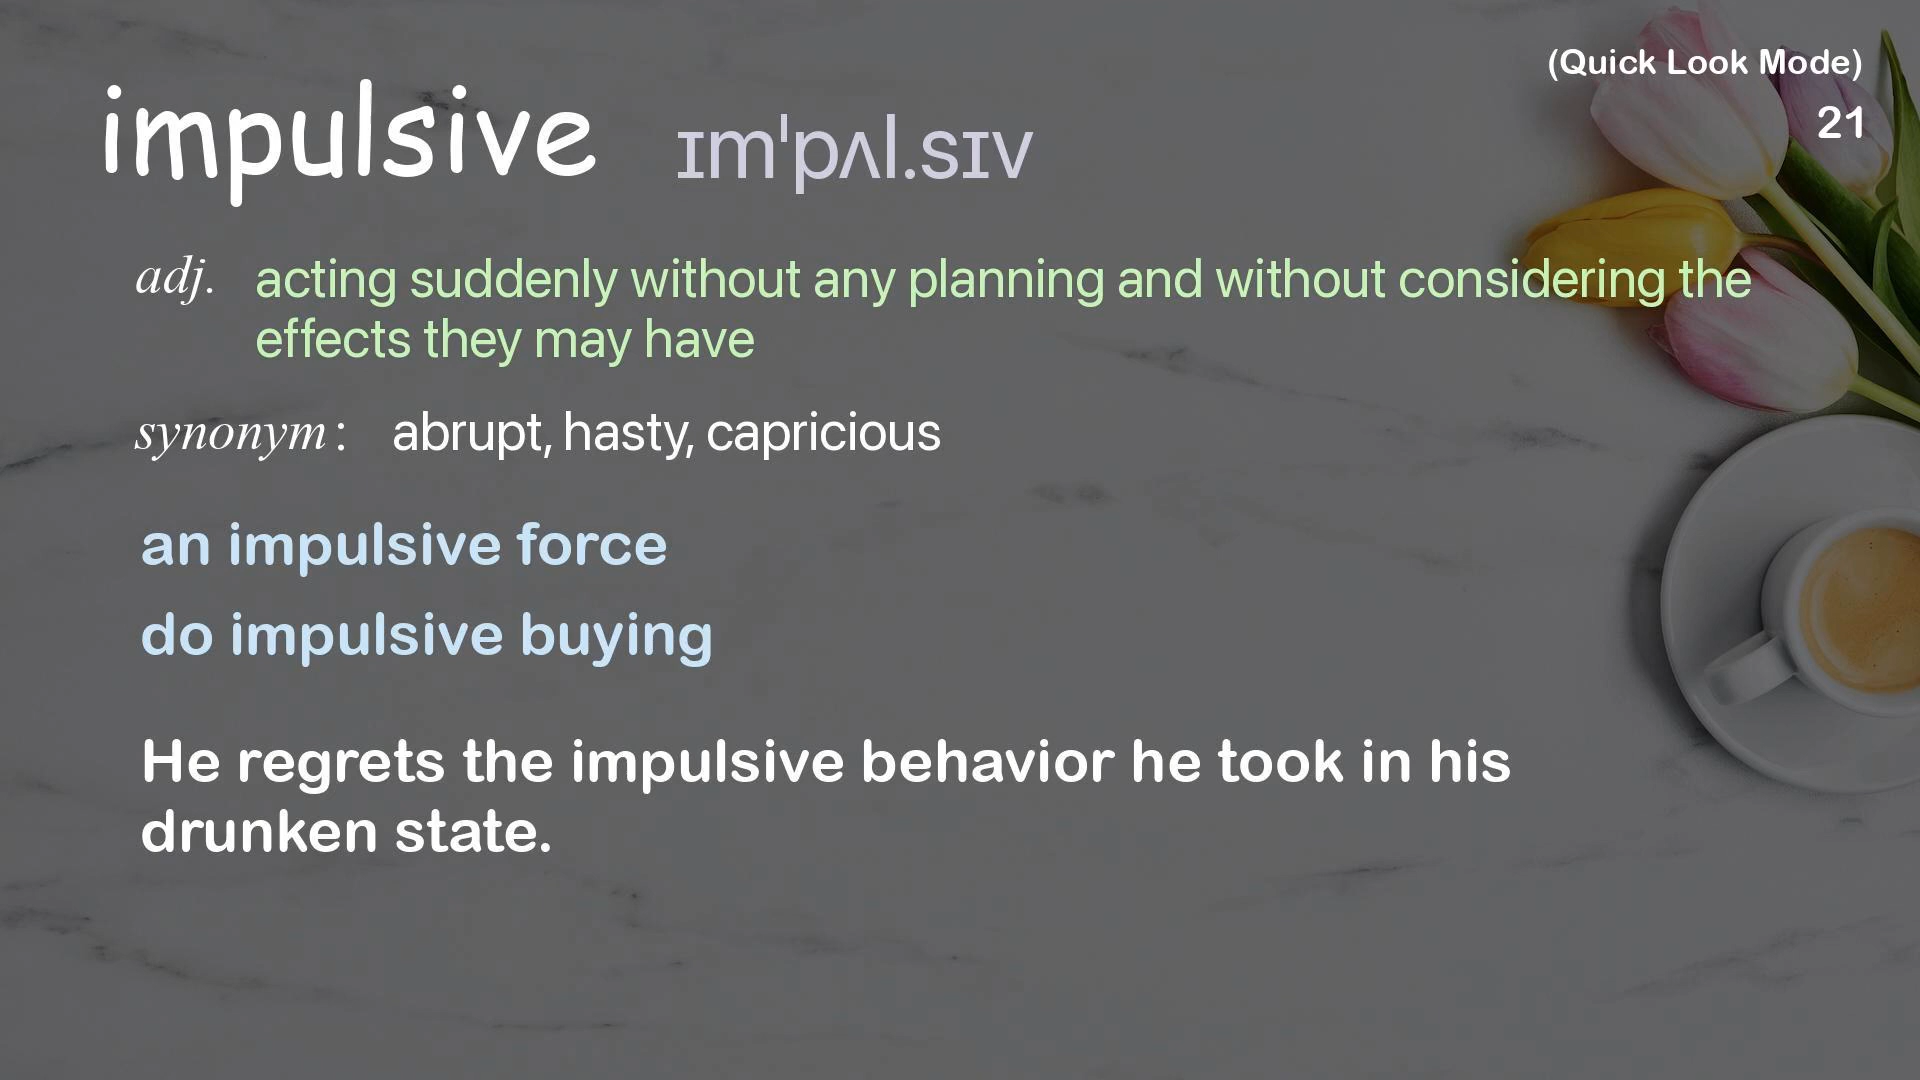 (Quick Look Mode)
21
impulsive ɪmˈpʌl.sɪv
adj. acting suddenly without any planning and without considering the
effects they may have
synonym: abrupt, hasty, capricious
an impulsive force
do impulsive buying
He regrets the impulsive behavior he took in his
drunken state.